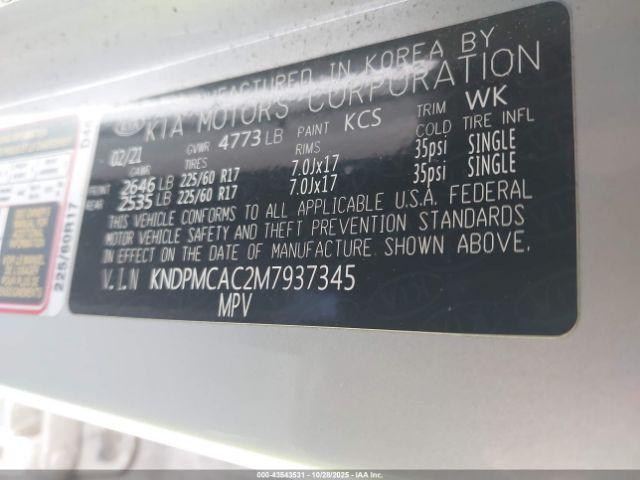 MANUFACTURED IN KOREA BY
KIA MOTORS CORPORATION
02/21 GVWR 4773 LB PAINT KCS TRIM WK
GAWR TIRES RIMS COLD TIRE INFL
FRONT 2646 LB 225/60 R17 7.0Jx17 35psi SINGLE
REAR 2535 LB 225/60 R17 7.0Jx17 35psi SINGLE
THIS VEHICLE CONFORMS TO ALL APPLICABLE U.S.A. FEDERAL
MOTOR VEHICLE SAFETY AND THEFT PREVENTION STANDARDS
IN EFFECT ON THE DATE OF MANUFACTURE SHOWN ABOVE.
V.I.N KNDPMCAC2M7937345
MPV
225/60R17
000-43543531 - 10/28/2025 - IAA Inc.